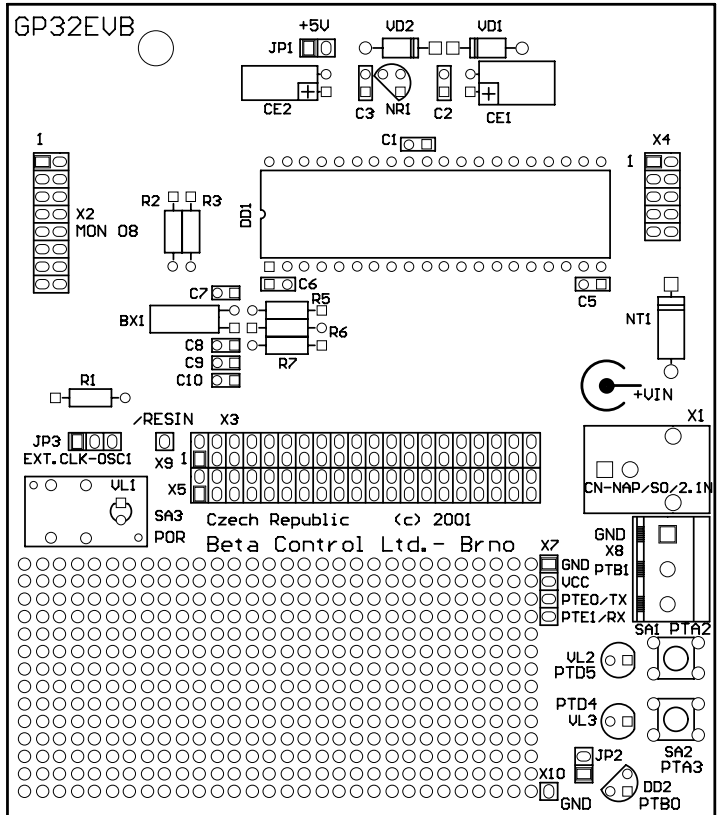 GP32EVB
+5V
JP1
VD2
VD1
CE2
C3
NR1
C2
CE1
C1
1
X4
1
X2
MON 08
R2
R3
DD1
C7
C6
C5
BX1
R5
R6
R7
NT1
C8
C9
C10
R1
+VIN
/RESIN
X3
X1
JP3
EXT.CLK-OSC1
X9
1
X5
CN-NAP/SO/2.1N
VL1
SA3
POR
Czech Republic (c) 2001
Beta Control Ltd.- Brno
X7
GND
VCC
PTE0/TX
PTE1/RX
GND
X8
PTB1
SA1 PTA2
VL2
PTD5
PTD4
VL3
SA2
PTA3
JP2
X10
GND
DD2
PTB0